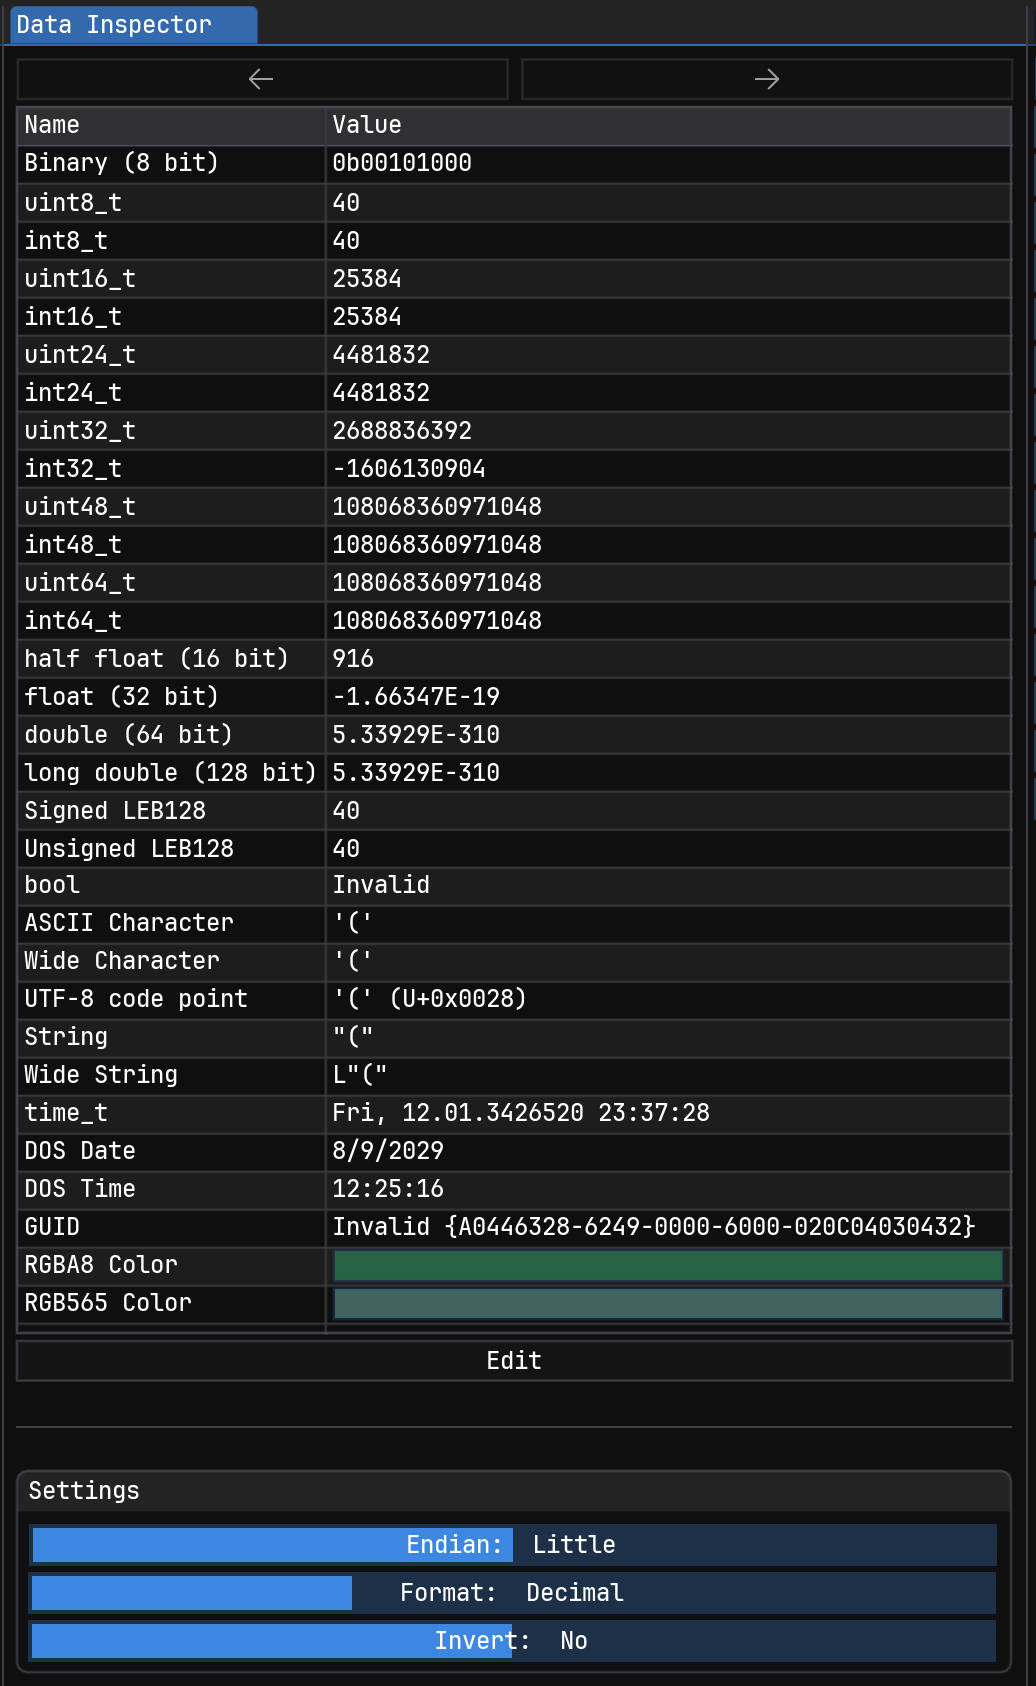 Data Inspector
← →
Name Value
Binary (8 bit) 0b00101000
uint8_t 40
int8_t 40
uint16_t 25384
int16_t 25384
uint24_t 4481832
int24_t 4481832
uint32_t 2688836392
int32_t -1606130904
uint48_t 108068360971048
int48_t 108068360971048
uint64_t 108068360971048
int64_t 108068360971048
half float (16 bit) 916
float (32 bit) -1.66347E-19
double (64 bit) 5.33929E-310
long double (128 bit) 5.33929E-310
Signed LEB128 40
Unsigned LEB128 40
bool Invalid
ASCII Character '('
Wide Character '('
UTF-8 code point '(' (U+0x0028)
String "("
Wide String L"("
time_t Fri, 12.01.3426520 23:37:28
DOS Date 8/9/2029
DOS Time 12:25:16
GUID Invalid {A0446328-6249-0000-6000-020C04030432}
RGBA8 Color
RGB565 Color
Edit
Settings
Endian: Little
Format: Decimal
Invert: No